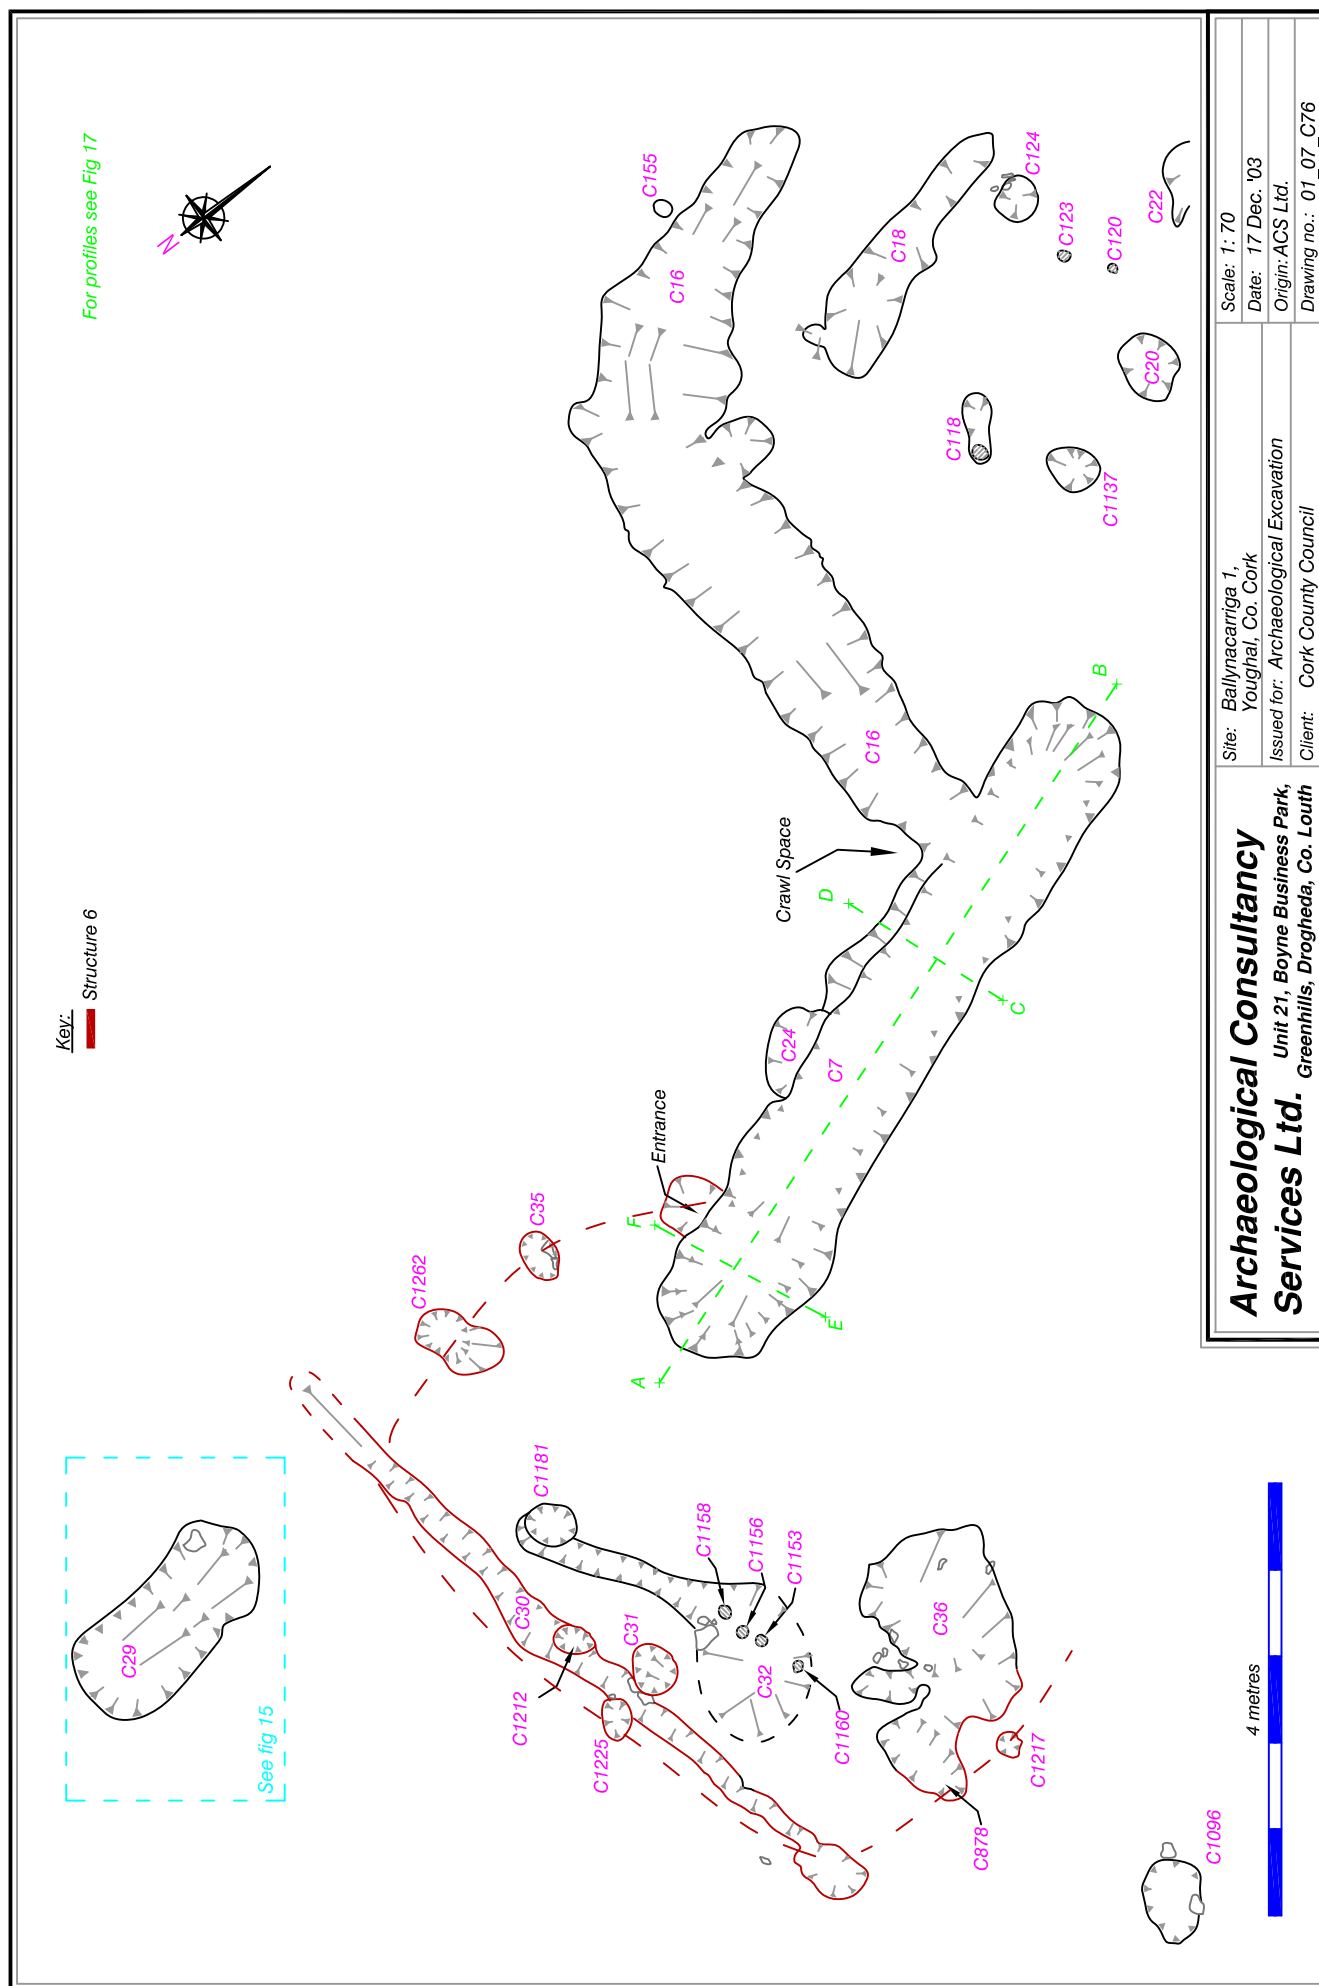 For profiles see Fig 17
N
Key:
Structure 6
C155
C16
C18
C124
C123
C120
C22
C20
C118
C1137
C16
B
Crawl Space
D
C
C24
C7
Entrance
F
E
A
C35
C1262
C1181
C1158
C1156
C1153
C30
C31
C32
C36
C1212
C1225
C1160
C1217
C878
C1096
C29
See fig 15
4 metres
Archaeological Consultancy
Services Ltd.
Unit 21, Boyne Business Park,
Greenhills, Drogheda, Co. Louth
Site: Ballynacarriga 1,
Youghal, Co. Cork
Issued for: Archaeological Excavation
Client: Cork County Council
Scale: 1: 70
Date: 17 Dec. '03
Origin: ACS Ltd.
Drawing no.: 01_07_C76